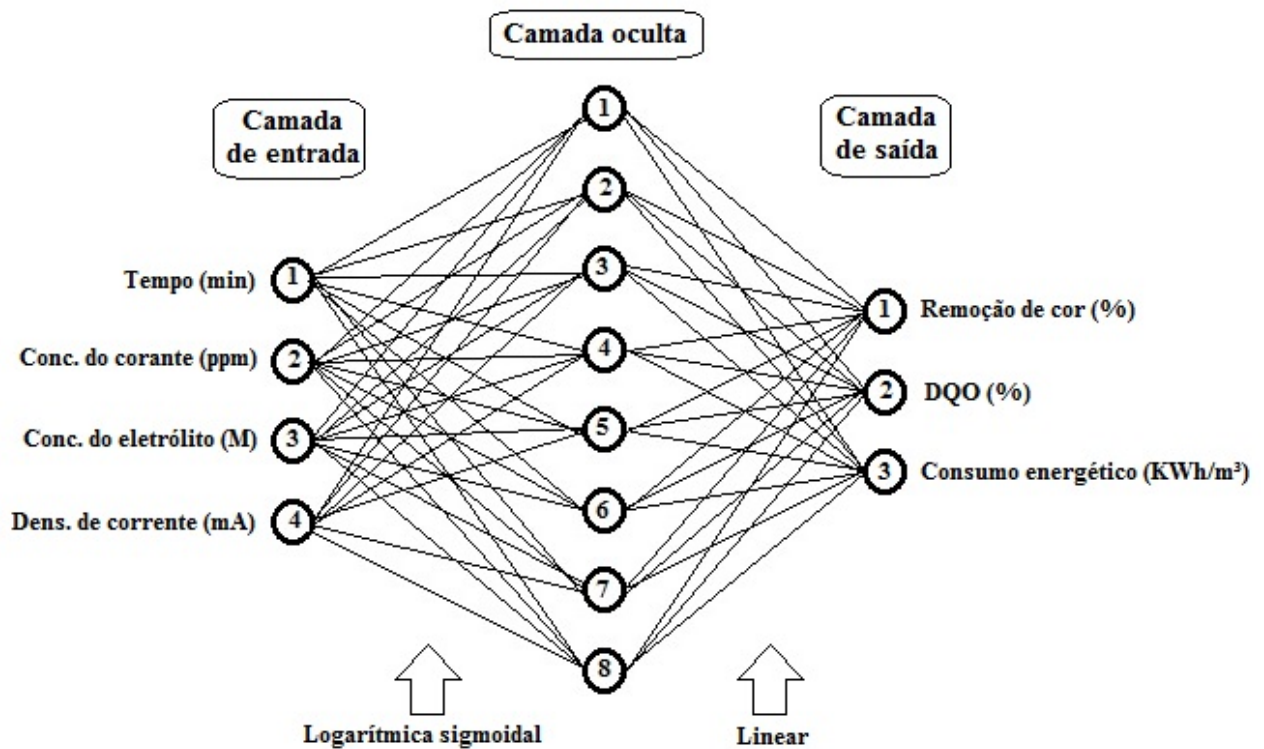 Camada oculta
Camada
de entrada
Camada
de saída
Tempo (min)
Conc. do corante (ppm)
Conc. do eletrólito (M)
Dens. de corrente (mA)
1
2
3
4
1
2
3
4
5
6
7
8
1
2
3
Remoção de cor (%)
DQO (%)
Consumo energético (KWh/m³)
Logarítmica sigmoidal
Linear